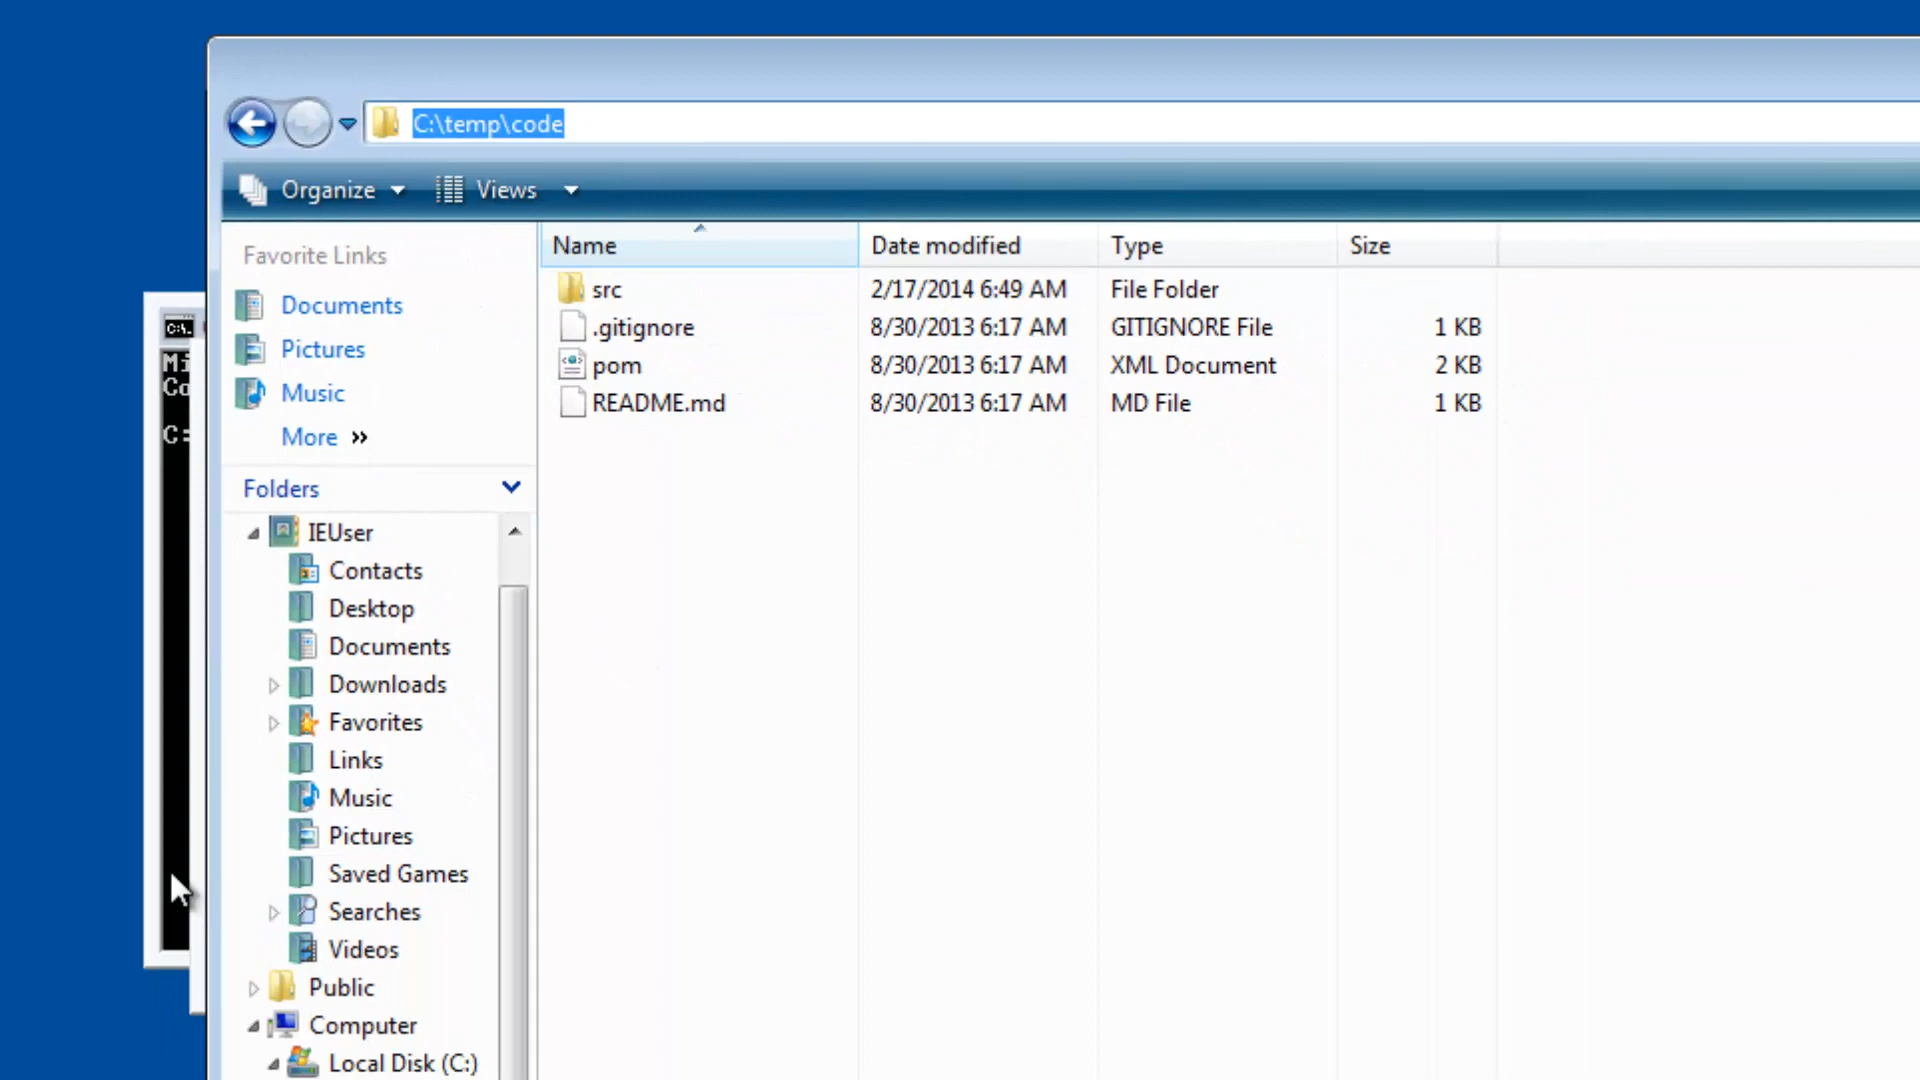 C:\temp\code
Organize Views
Favorite Links
Documents
Pictures
Music
More »
Folders
IEUser
Contacts
Desktop
Documents
Downloads
Favorites
Links
Music
Pictures
Saved Games
Searches
Videos
Public
Computer
Local Disk (C:)
Name Date modified Type Size
src 2/17/2014 6:49 AM File Folder
.gitignore 8/30/2013 6:17 AM GITIGNORE File 1 KB
pom 8/30/2013 6:17 AM XML Document 2 KB
README.md 8/30/2013 6:17 AM MD File 1 KB
C:\.
Mi
Co
C: